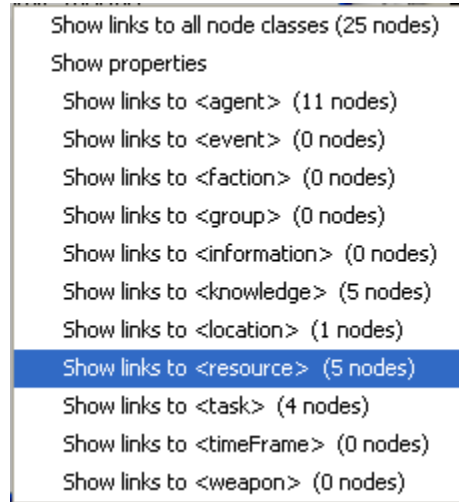 Show links to all node classes (25 nodes)
Show properties
Show links to <agent> (11 nodes)
Show links to <event> (0 nodes)
Show links to <faction> (0 nodes)
Show links to <group> (0 nodes)
Show links to <information> (0 nodes)
Show links to <knowledge> (5 nodes)
Show links to <location> (1 nodes)
Show links to <resource> (5 nodes)
Show links to <task> (4 nodes)
Show links to <timeFrame> (0 nodes)
Show links to <weapon> (0 nodes)